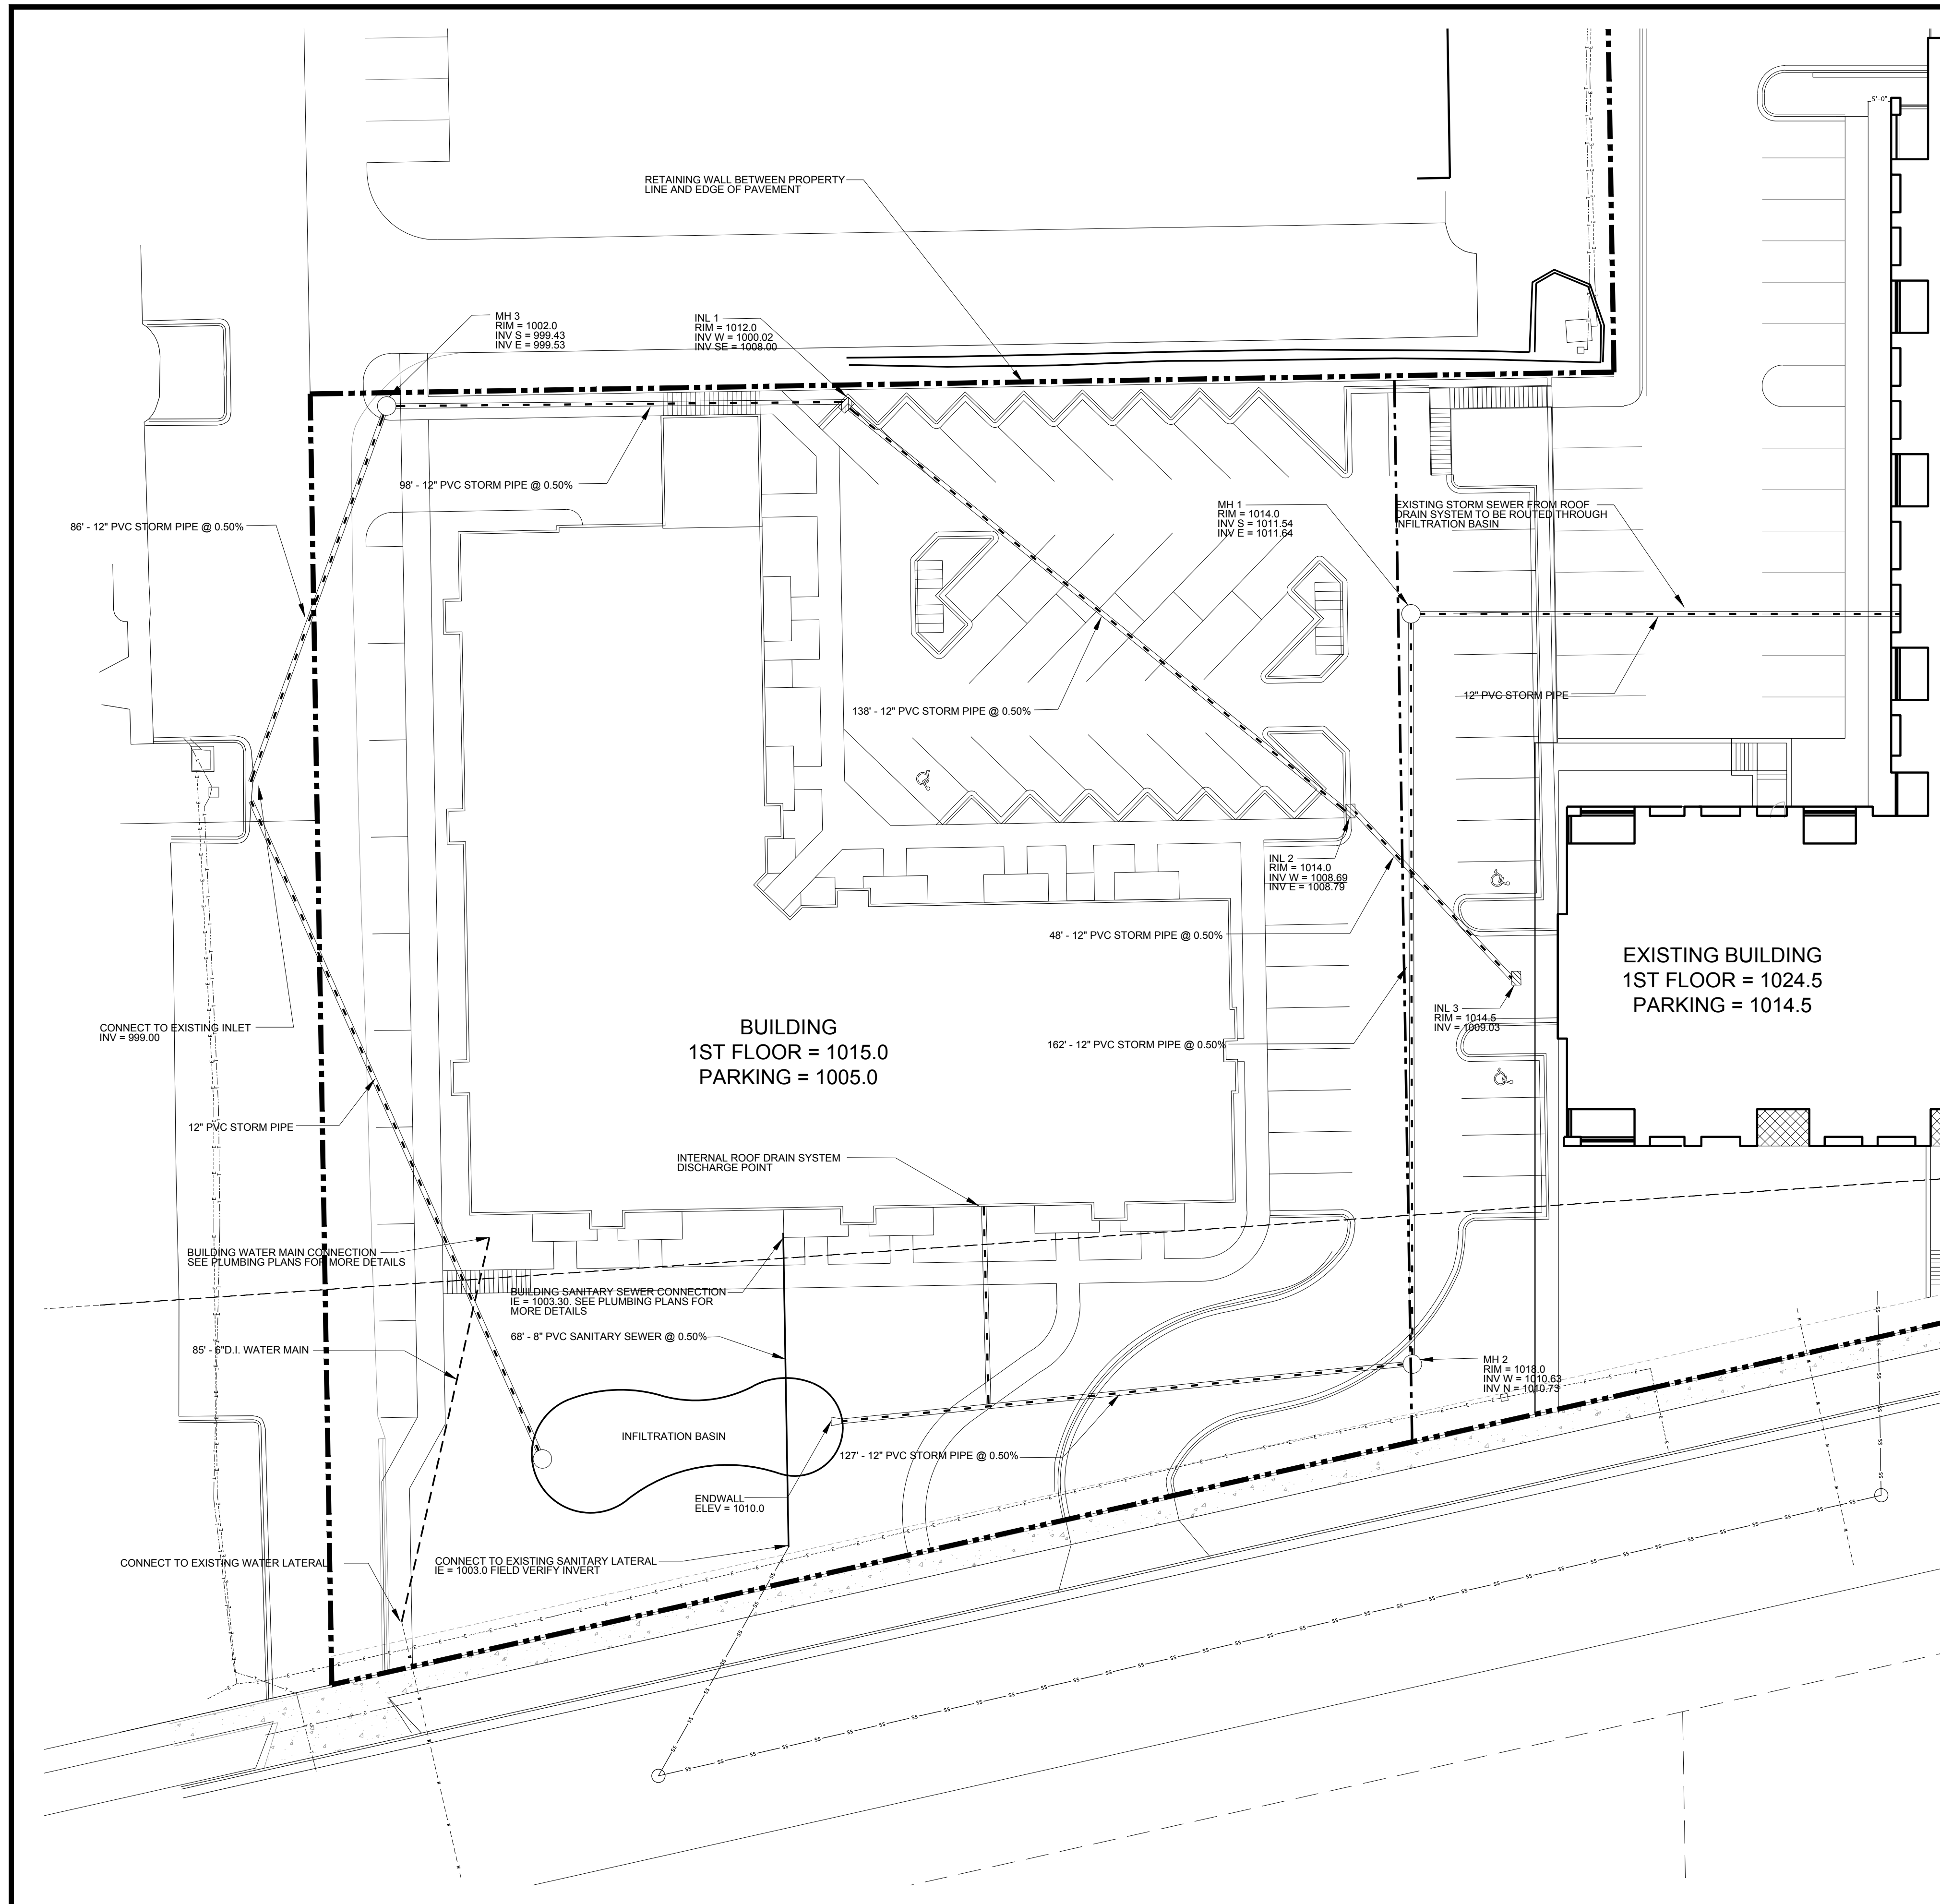 5'-0"
RETAINING WALL BETWEEN PROPERTY
LINE AND EDGE OF PAVEMENT
MH 3
RIM = 1002.0
INV S = 999.43
INV E = 999.53
INL 1
RIM = 1012.0
INV W = 1000.02
INV SE = 1008.00
98' - 12" PVC STORM PIPE @ 0.50%
86' - 12" PVC STORM PIPE @ 0.50%
MH 1
RIM = 1014.0
INV S = 1011.54
INV E = 1011.64
EXISTING STORM SEWER FROM ROOF
DRAIN SYSTEM TO BE ROUTED THROUGH
INFILTRATION BASIN
12" PVC STORM PIPE
138' - 12" PVC STORM PIPE @ 0.50%
INL 2
RIM = 1014.0
INV W = 1008.69
INV E = 1008.79
48' - 12" PVC STORM PIPE @ 0.50%
EXISTING BUILDING
1ST FLOOR = 1024.5
PARKING = 1014.5
INL 3
RIM = 1014.5
INV = 1009.03
CONNECT TO EXISTING INLET
INV = 999.00
BUILDING
1ST FLOOR = 1015.0
PARKING = 1005.0
162' - 12" PVC STORM PIPE @ 0.50%
12" PVC STORM PIPE
INTERNAL ROOF DRAIN SYSTEM
DISCHARGE POINT
BUILDING WATER MAIN CONNECTION
SEE PLUMBING PLANS FOR MORE DETAILS
BUILDING SANITARY SEWER CONNECTION
IE = 1003.30. SEE PLUMBING PLANS FOR
MORE DETAILS
68' - 8" PVC SANITARY SEWER @ 0.50%
85' - 6"D.I. WATER MAIN
MH 2
RIM = 1018.0
INV W = 1010.63
INV N = 1010.73
INFILTRATION BASIN
127' - 12" PVC STORM PIPE @ 0.50%
ENDWALL
ELEV = 1010.0
CONNECT TO EXISTING WATER LATERAL
CONNECT TO EXISTING SANITARY LATERAL
IE = 1003.0 FIELD VERIFY INVERT